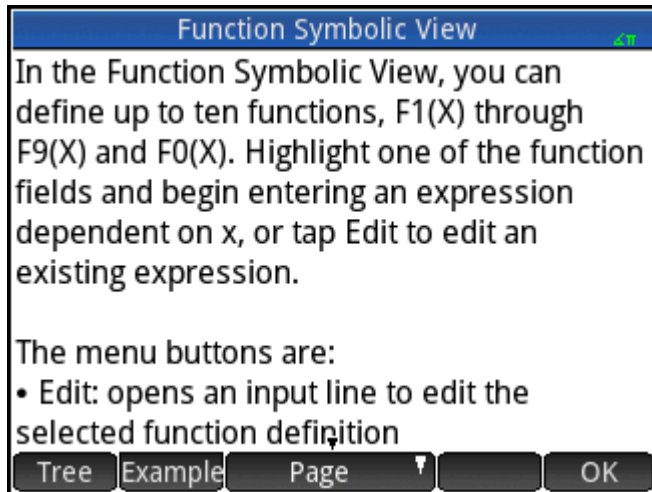 Function Symbolic View
∡π
In the Function Symbolic View, you can
define up to ten functions, F1(X) through
F9(X) and F0(X). Highlight one of the function
fields and begin entering an expression
dependent on x, or tap Edit to edit an
existing expression.
The menu buttons are:
• Edit: opens an input line to edit the
selected function definition
Tree Example Page OK